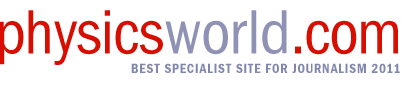 physicsworld.com
BEST SPECIALIST SITE FOR JOURNALISM 2011